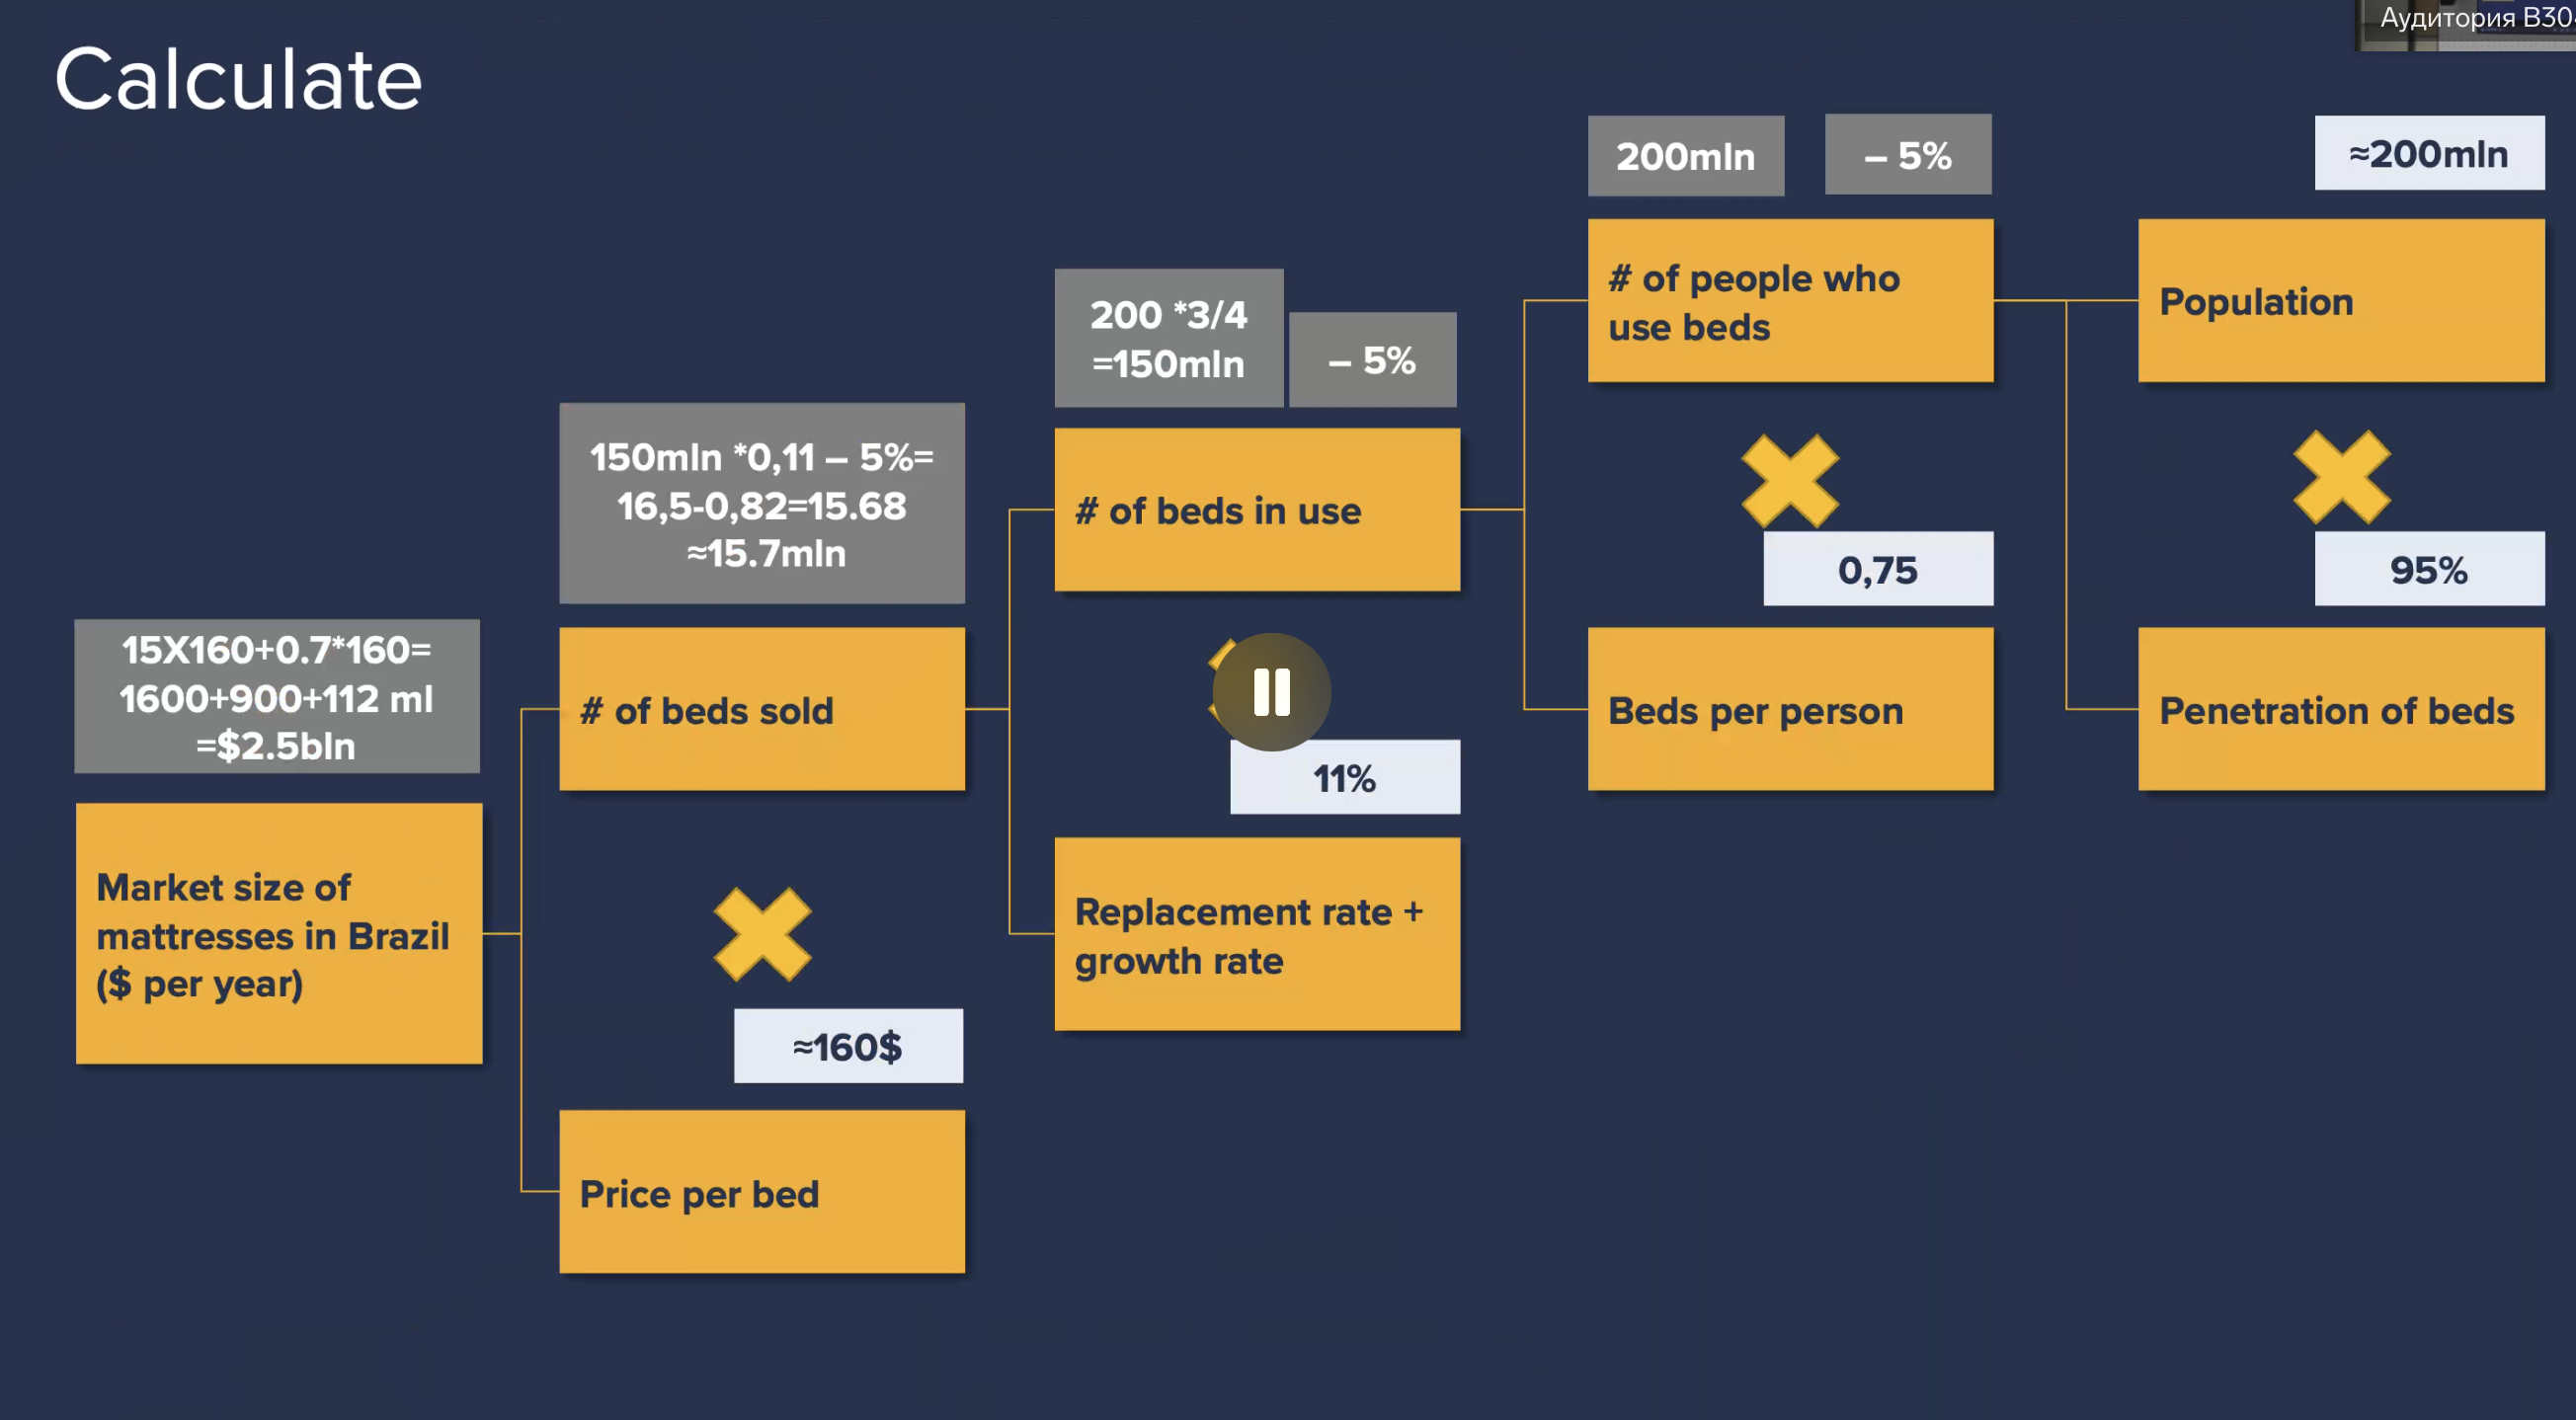 Аудитория В30
Calculate
200mln
– 5%
≈200mln
# of people who
use beds
Population
200 *3/4
=150mln
– 5%
150mln *0,11 – 5%=
16,5-0,82=15.68
≈15.7mln
# of beds in use
0,75
95%
15X160+0.7*160=
1600+900+112 ml
=$2.5bln
# of beds sold
Beds per person
Penetration of beds
11%
Market size of
mattresses in Brazil
($ per year)
Replacement rate +
growth rate
≈160$
Price per bed